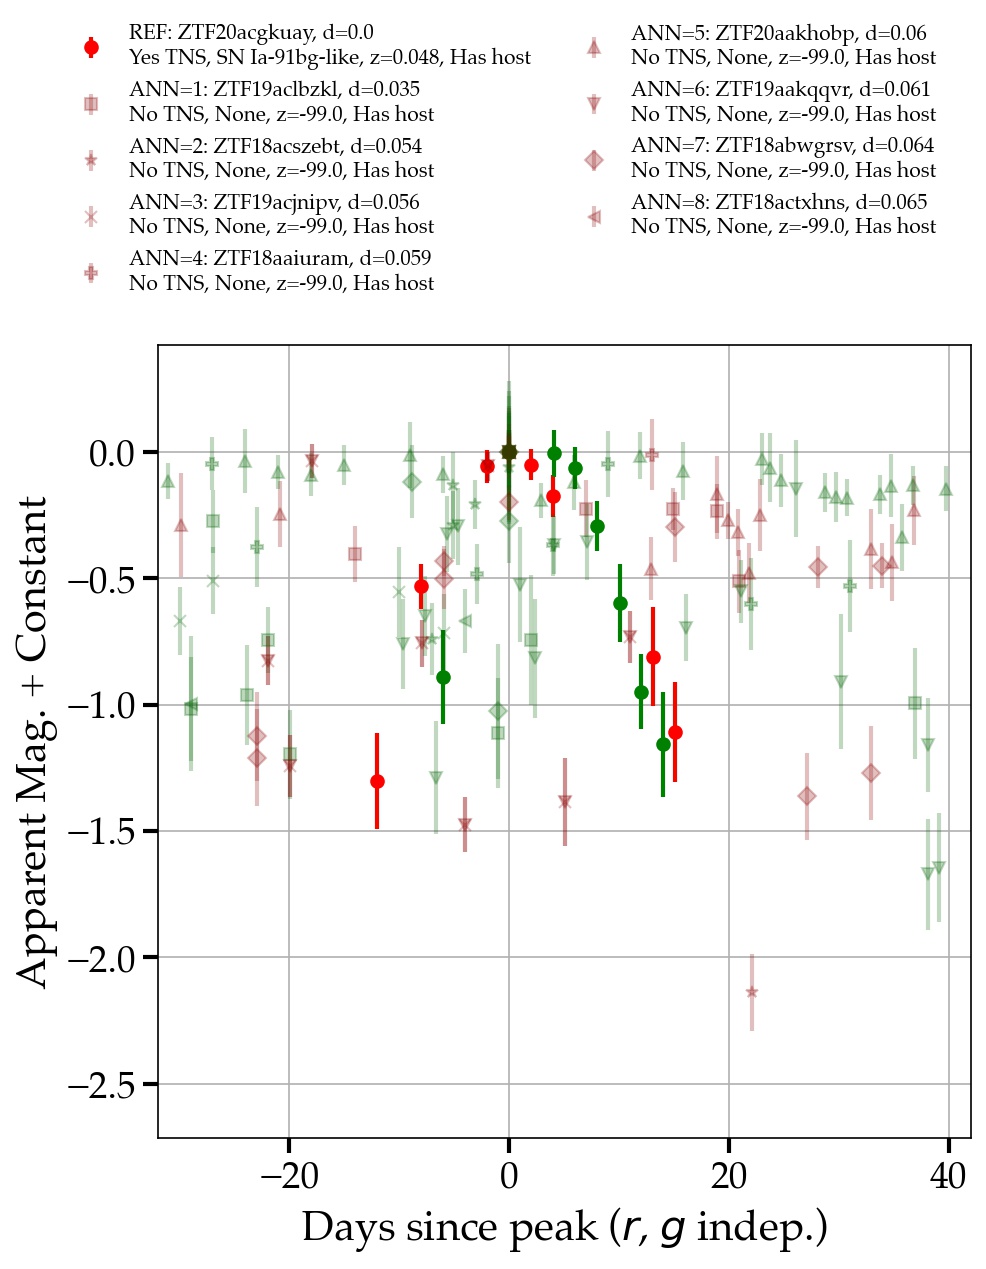 REF: ZTF20acgkuay, d=0.0
Yes TNS, SN Ia-91bg-like, z=0.048, Has host
ANN=1: ZTF19aclbzkl, d=0.035
No TNS, None, z=-99.0, Has host
ANN=2: ZTF18acszebt, d=0.054
No TNS, None, z=-99.0, Has host
ANN=3: ZTF19acjnipv, d=0.056
No TNS, None, z=-99.0, Has host
ANN=4: ZTF18aaiuram, d=0.059
No TNS, None, z=-99.0, Has host
ANN=5: ZTF20aakhobp, d=0.06
No TNS, None, z=-99.0, Has host
ANN=6: ZTF19aakqqvr, d=0.061
No TNS, None, z=-99.0, Has host
ANN=7: ZTF18abwgrsv, d=0.064
No TNS, None, z=-99.0, Has host
ANN=8: ZTF18actxhns, d=0.065
No TNS, None, z=-99.0, Has host
Apparent Mag. + Constant
0.0
−0.5
−1.0
−1.5
−2.0
−2.5
−20 0 20 40
Days since peak (r, g indep.)